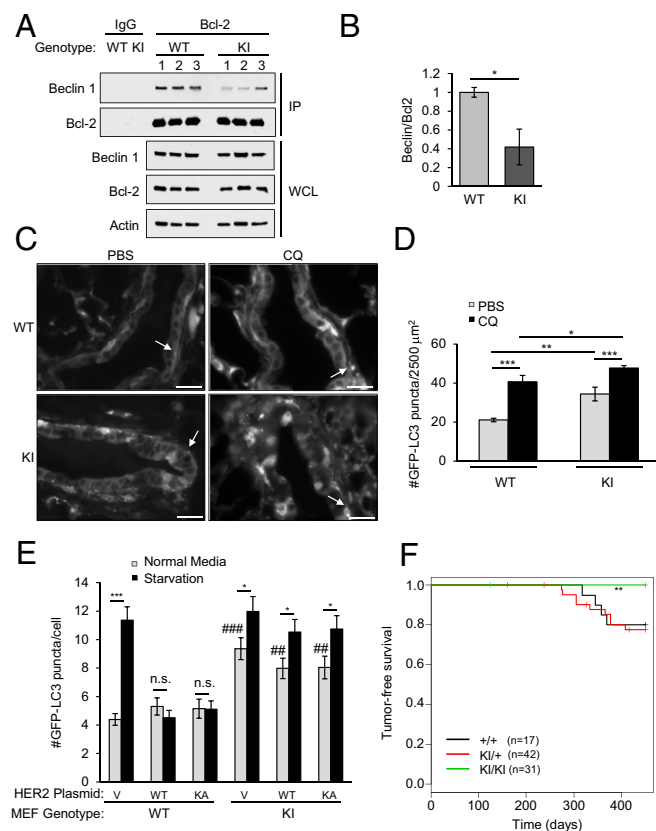 A
IgG
Bcl-2
Genotype: WT KI WT KI
1 2 3 1 2 3
Beclin 1
Bcl-2
IP
Beclin 1
Bcl-2
Actin
WCL
B
*
1.2
1
0.8
0.6
0.4
0.2
0
Beclin/Bcl2
WT KI
C
PBS CQ
WT
KI
D
PBS
CQ
*
**
*** ***
60
40
20
0
#GFP-LC3 puncta/2500 µm²
WT KI
E
Normal Media
Starvation
14
12
10
8
6
4
2
0
#GFP-LC3 puncta/cell
*** n.s. n.s. * * *
### ## ##
HER2 Plasmid: V WT KA V WT KA
MEF Genotype: WT KI
F
**
1.0
0.8
0.6
0.4
0.2
0.0
Tumor-free survival
+/+ (n=17)
KI/+ (n=42)
KI/KI (n=31)
0 100 200 300 400
Time (days)